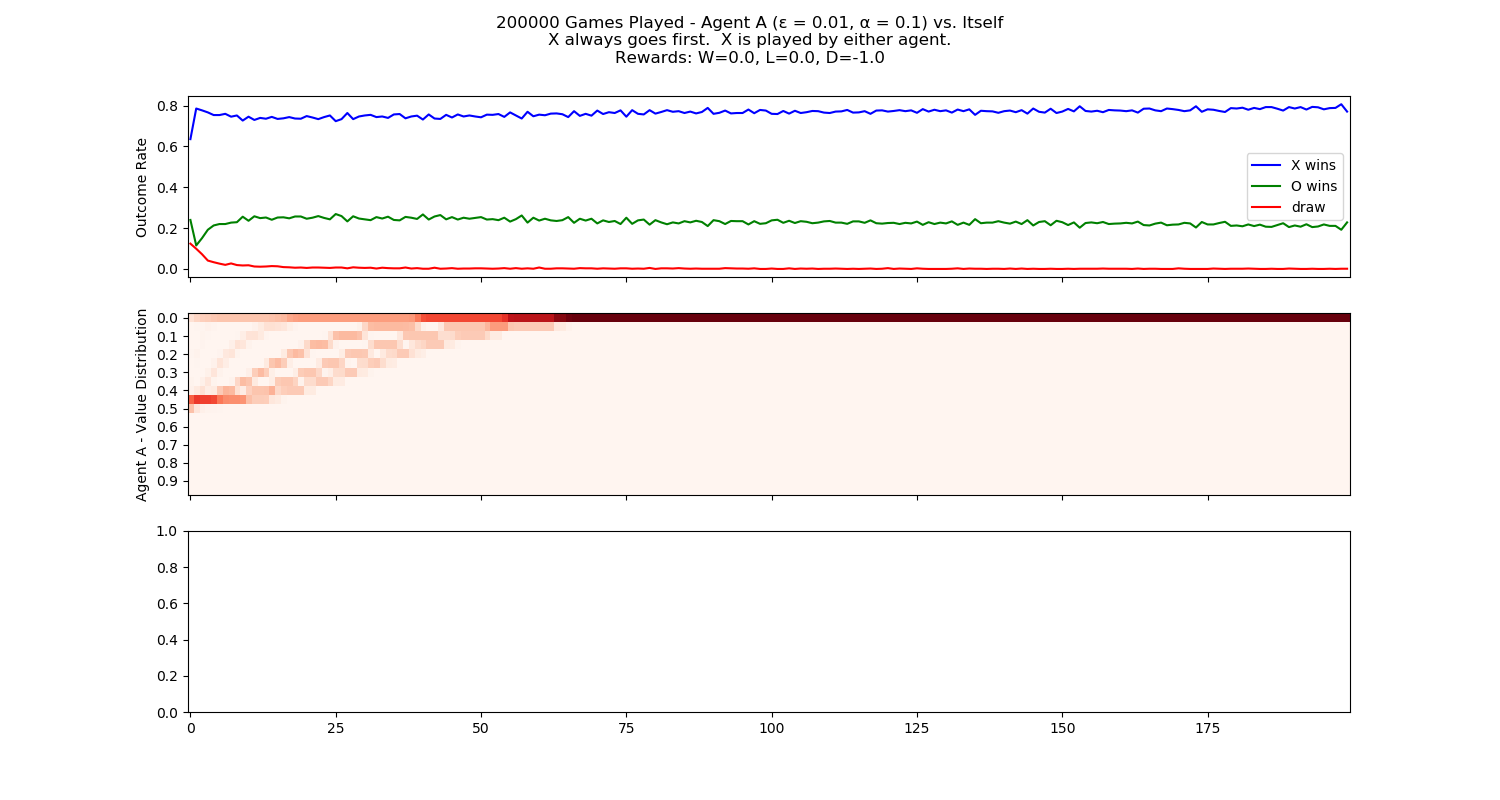 200000 Games Played - Agent A (ε = 0.01, α = 0.1) vs. Itself
X always goes first.  X is played by either agent.
Rewards: W=0.0, L=0.0, D=-1.0
Outcome Rate
0.8
0.6
0.4
0.2
0.0
X wins
O wins
draw
Agent A - Value Distribution
0.0
0.1
0.2
0.3
0.4
0.5
0.6
0.7
0.8
0.9
1.0
0.8
0.6
0.4
0.2
0.0
0 25 50 75 100 125 150 175